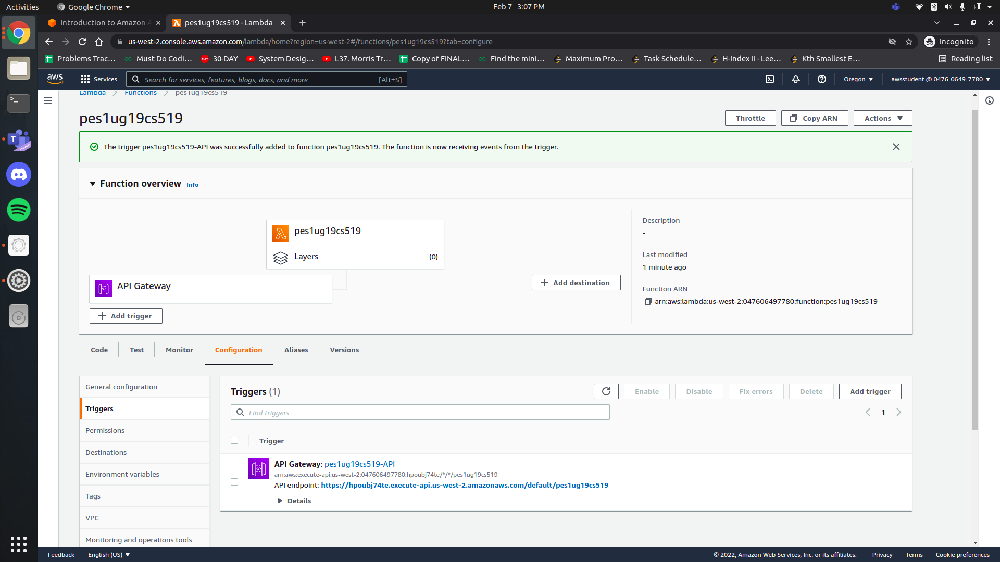 Activities
Google Chrome
Feb 7 3:07 PM
Introduction to Amazon A
pes1ug19cs519 - Lambda
us-west-2.console.aws.amazon.com/lambda/home?region=us-west-2#/functions/pes1ug19cs519?tab=configure
Incognito
Problems Trac...
Must Do Codi...
30-DAY
System Desig...
L37. Morris Tr...
Copy of FINAL...
Find the mini...
Maximum Pro...
Task Schedule...
H-Index II - Lee...
Kth Smallest E...
Reading list
aws
Services
Search for services, features, blogs, docs, and more
[Alt+S]
Oregon
awsstudent @ 0476-0649-7780
Lambda
Functions
pes1ug19cs519
pes1ug19cs519
Throttle
Copy ARN
Actions
The trigger pes1ug19cs519-API was successfully added to function pes1ug19cs519. The function is now receiving events from the trigger.
Function overview
Info
pes1ug19cs519
Layers
(0)
API Gateway
Add trigger
Add destination
Description
-
Last modified
1 minute ago
Function ARN
arn:aws:lambda:us-west-2:047606497780:function:pes1ug19cs519
Code
Test
Monitor
Configuration
Aliases
Versions
General configuration
Triggers
Permissions
Destinations
Environment variables
Tags
VPC
Monitoring and operations tools
Triggers (1)
Enable
Disable
Fix errors
Delete
Add trigger
Find triggers
1
Trigger
API Gateway: pes1ug19cs519-API
arn:aws:execute-api:us-west-2:047606497780:hpoubj74te/*/*/pes1ug19cs519
API endpoint: https://hpoubj74te.execute-api.us-west-2.amazonaws.com/default/pes1ug19cs519
Details
Feedback
English (US)
© 2022, Amazon Web Services, Inc. or its affiliates.
Privacy
Terms
Cookie preferences